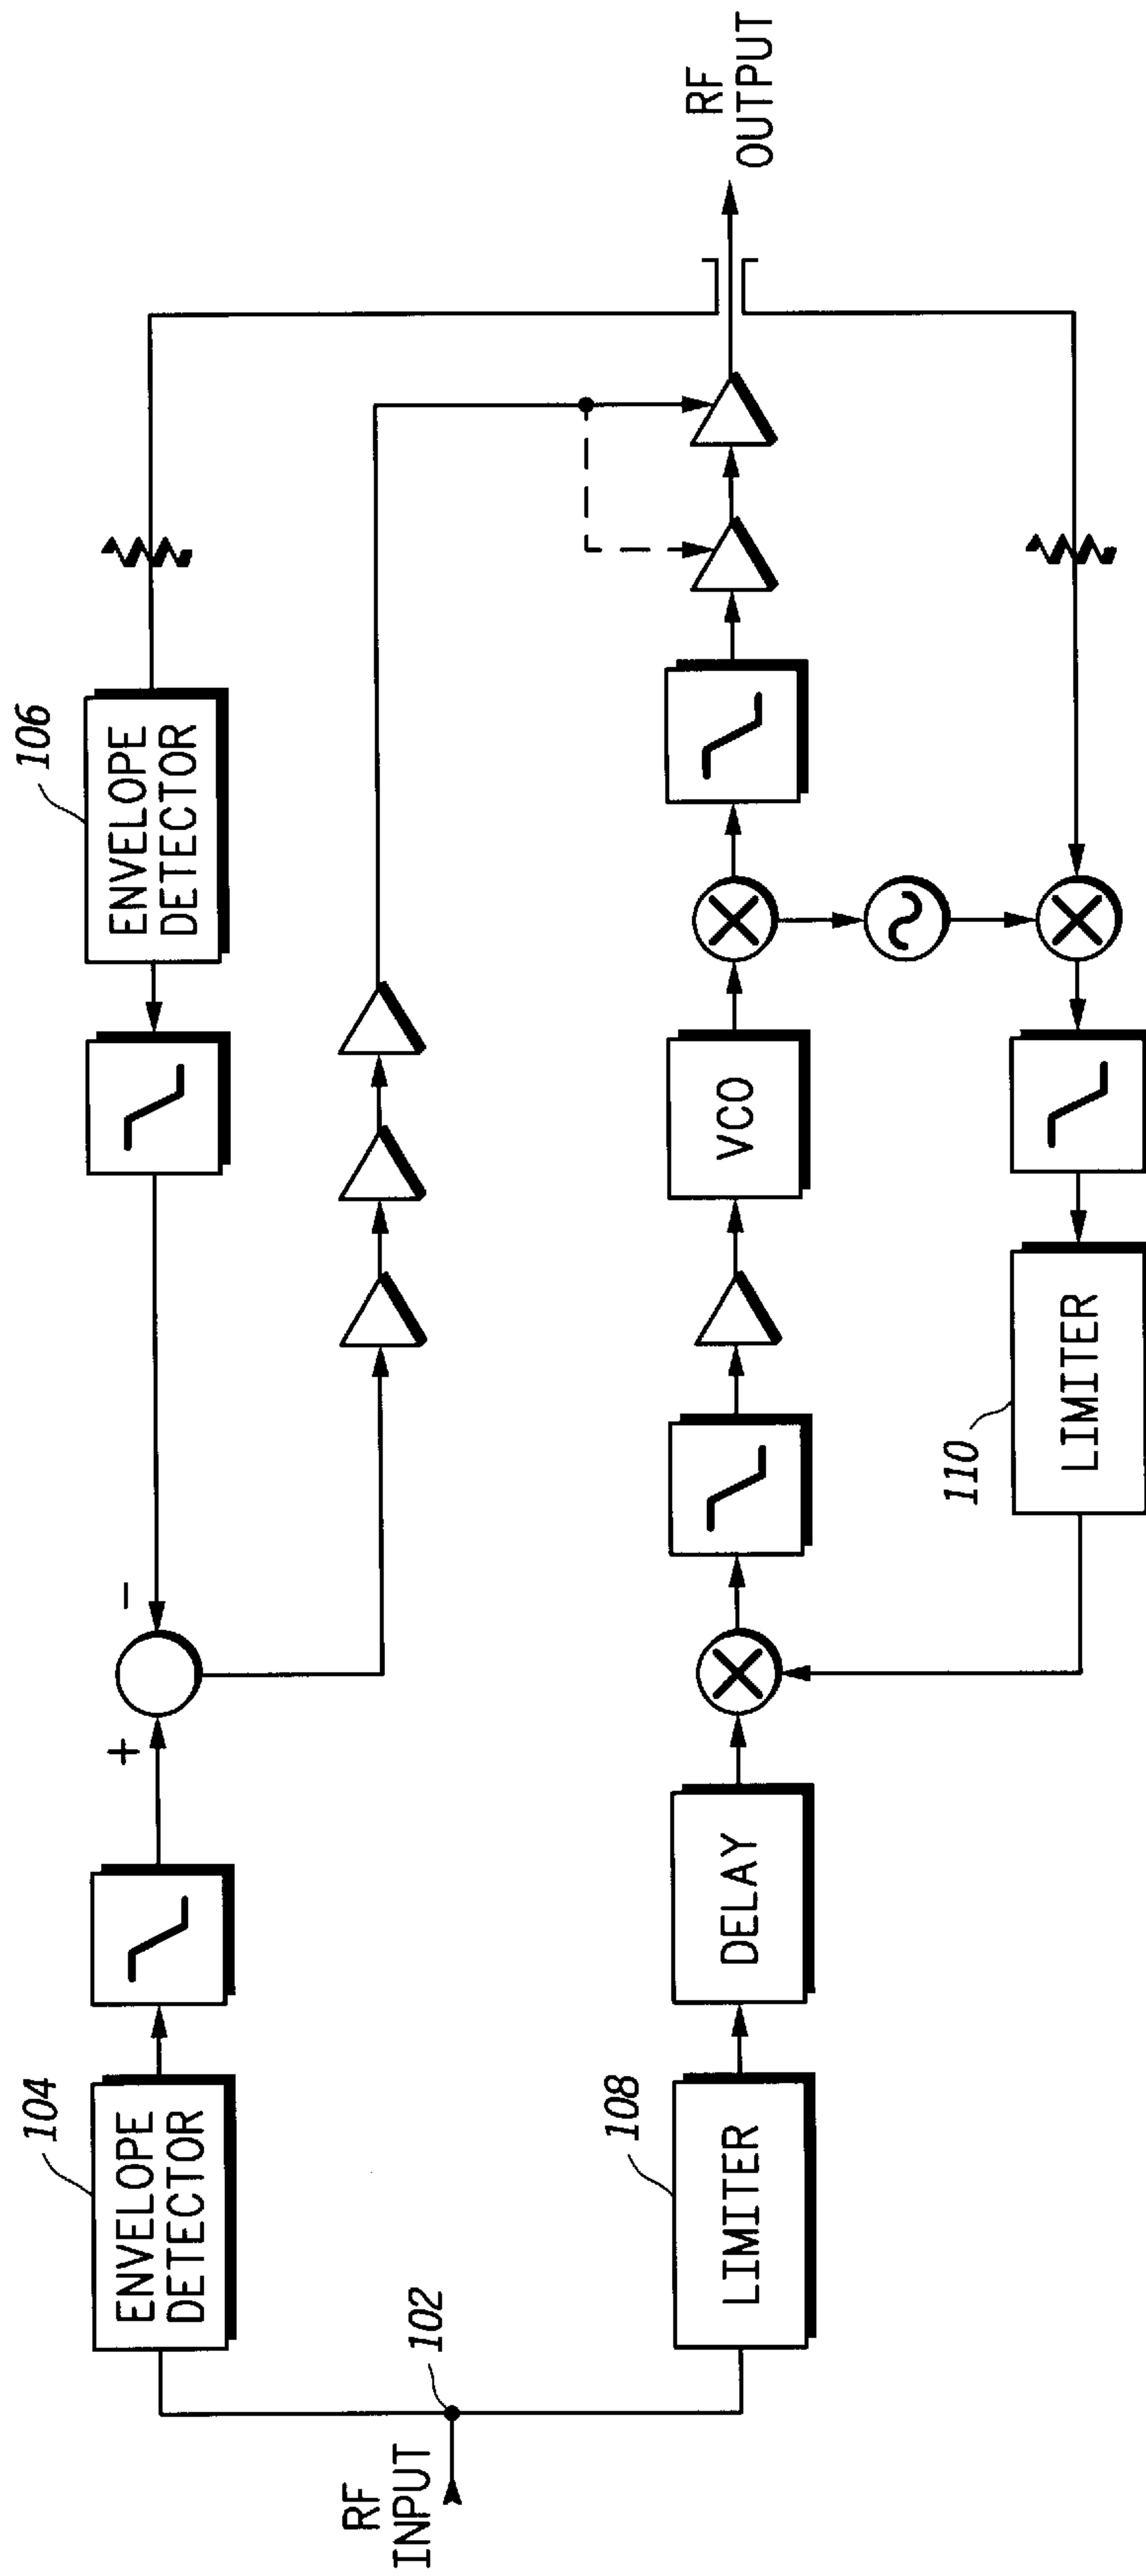 RF
INPUT
102
104
ENVELOPE
DETECTOR
+
-
106
ENVELOPE
DETECTOR
108
LIMITER
DELAY
VCO
110
LIMITER
RF
OUTPUT